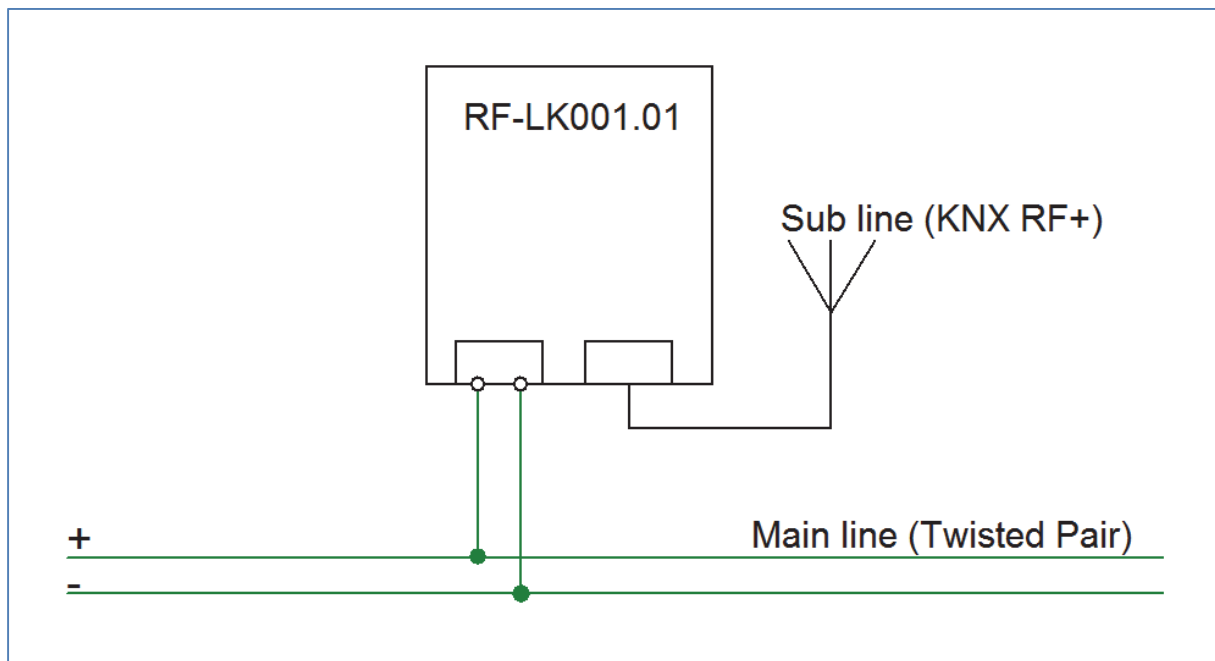 RF-LK001.01
Sub line (KNX RF+)
+
Main line (Twisted Pair)
-